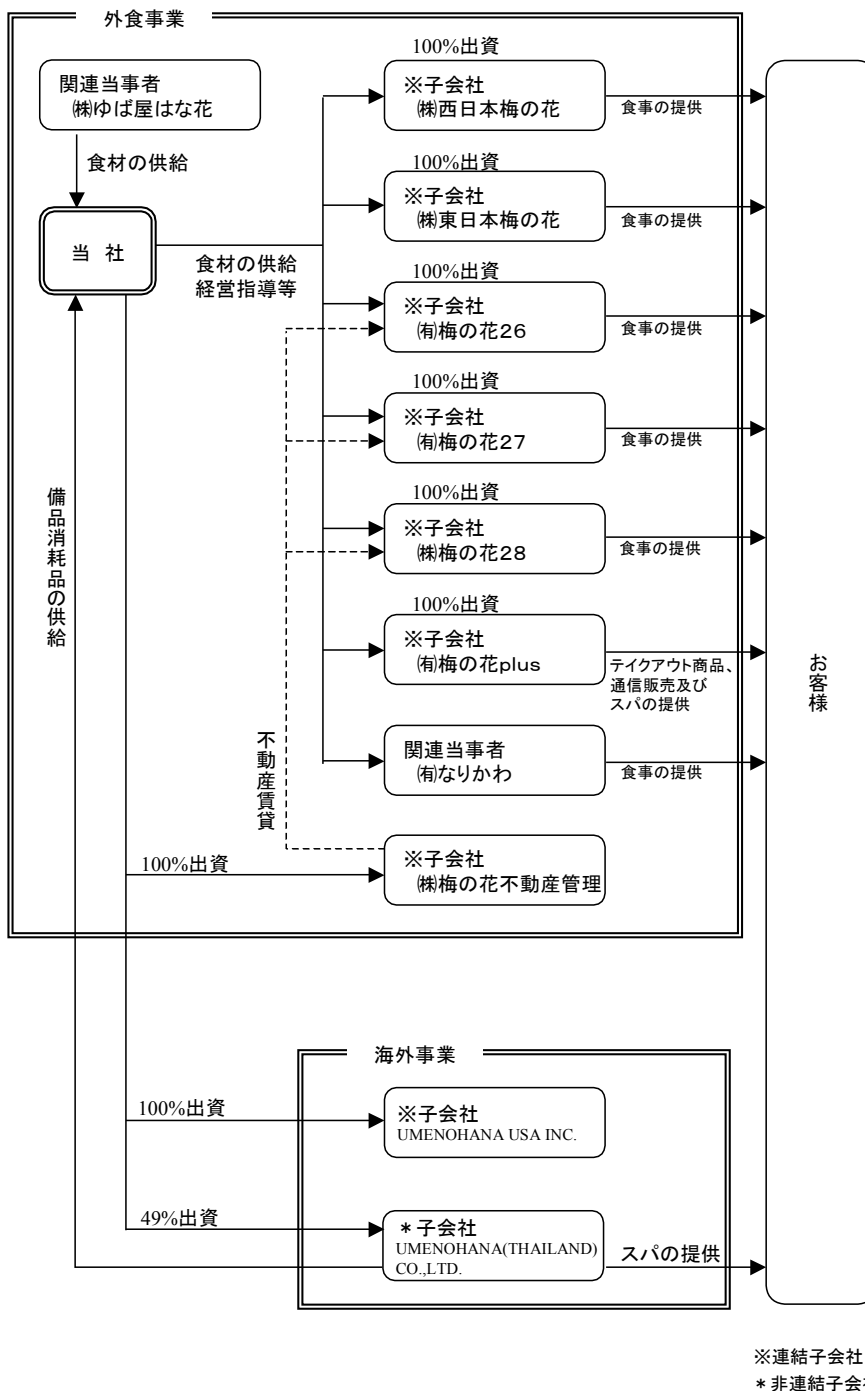 外食事業
関連当事者
㈱ゆば屋はな花
食材の供給
当 社
食材の供給
経営指導等
100%出資
※子会社
㈱西日本梅の花
食事の提供
100%出資
※子会社
㈱東日本梅の花
食事の提供
100%出資
※子会社
㈲梅の花26
食事の提供
100%出資
※子会社
㈲梅の花27
食事の提供
100%出資
※子会社
㈱梅の花28
食事の提供
100%出資
※子会社
㈲梅の花plus
テイクアウト商品、
通信販売及び
スパの提供
関連当事者
㈲なりかわ
食事の提供
不動産賃貸
備品消耗品の供給
100%出資
※子会社
㈱梅の花不動産管理
お客様
海外事業
100%出資
※子会社
UMENOHANA USA INC.
49%出資
*子会社
UMENOHANA(THAILAND)
CO.,LTD.
スパの提供
※連結子会社
*非連結子会